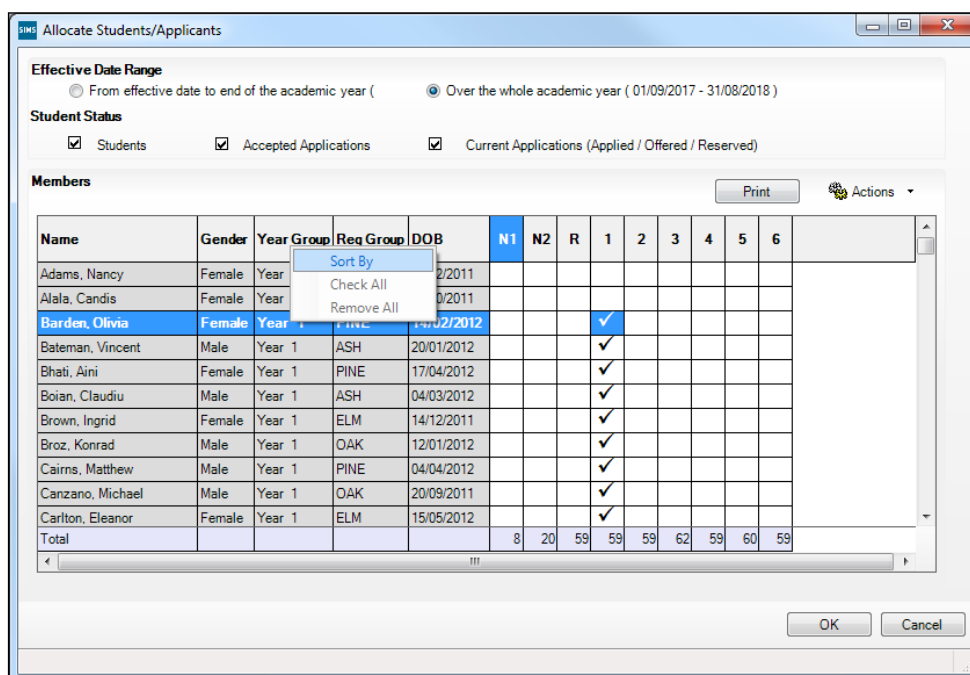 SIMS Allocate Students/Applicants
Effective Date Range
From effective date to end of the academic year ( Over the whole academic year ( 01/09/2017 - 31/08/2018 )
Student Status
Students Accepted Applications Current Applications (Applied / Offered / Reserved)
Members Print Actions
Name Gender Year Group Reg Group DOB N1 N2 R 1 2 3 4 5 6
Sort By
Check All
Remove All
Adams, Nancy Female Year 2/2011
Alala, Candis Female Year 0/2011
Barden, Olivia Female Year 1 PINE 14/02/2012 ✓
Bateman, Vincent Male Year 1 ASH 20/01/2012 ✓
Bhati, Aini Female Year 1 PINE 17/04/2012 ✓
Boian, Claudiu Male Year 1 ASH 04/03/2012 ✓
Brown, Ingrid Female Year 1 ELM 14/12/2011 ✓
Broz, Konrad Male Year 1 OAK 12/01/2012 ✓
Cairns, Matthew Male Year 1 PINE 04/04/2012 ✓
Canzano, Michael Male Year 1 OAK 20/09/2011 ✓
Carlton, Eleanor Female Year 1 ELM 15/05/2012 ✓
Total 8 20 59 59 59 62 59 60 59
OK Cancel